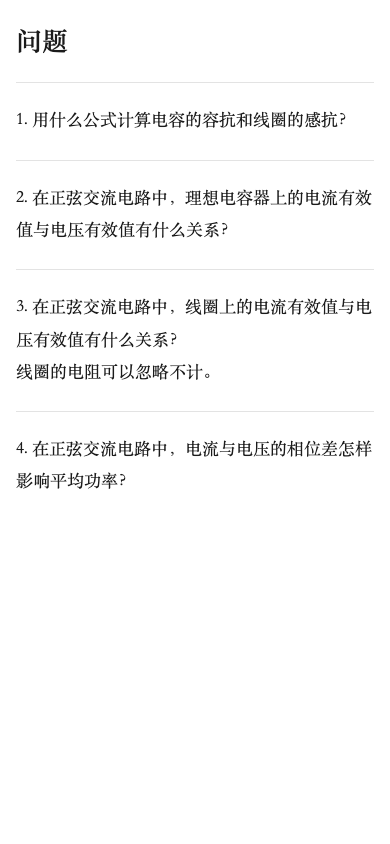 问题
1. 用什么公式计算电容的容抗和线圈的感抗?
2. 在正弦交流电路中，理想电容器上的电流有效
值与电压有效值有什么关系?
3. 在正弦交流电路中，线圈上的电流有效值与电
压有效值有什么关系?
线圈的电阻可以忽略不计。
4. 在正弦交流电路中，电流与电压的相位差怎样
影响平均功率?